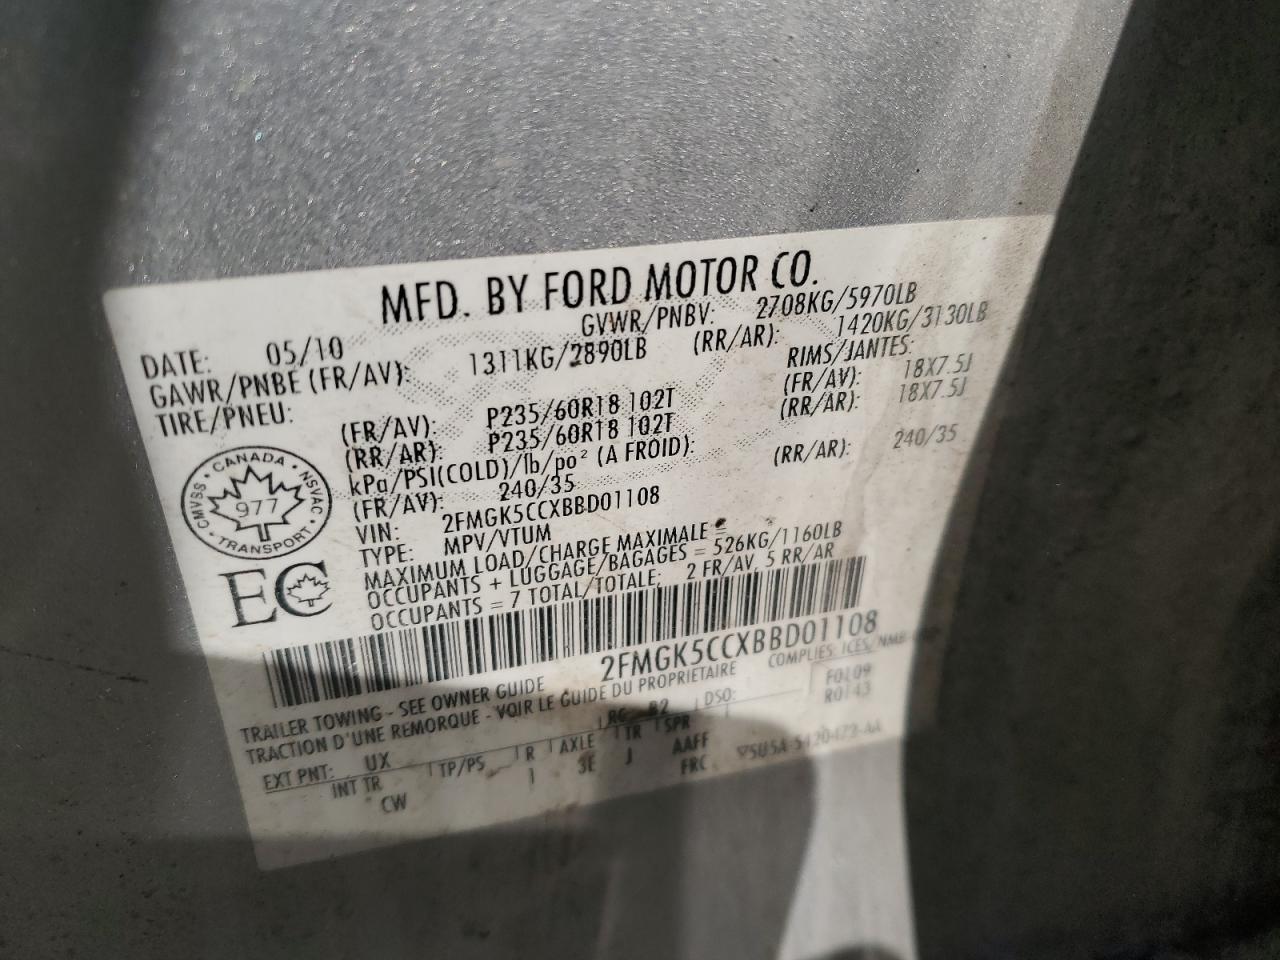 MFD. BY FORD MOTOR CO.
DATE: 05/10 GVWR/PNBV: 2708KG/5970LB
GAWR/PNBE (FR/AV): 1311KG/2890LB (RR/AR): 1420KG/3130LB
TIRE/PNEU: RIMS/JANTES:
(FR/AV): P235/60R18 102T (FR/AV): 18X7.5J
(RR/AR): P235/60R18 102T (RR/AR): 18X7.5J
kPa/PSI(COLD)/lb/po² (A FROID):
(FR/AV): 240/35 (RR/AR): 240/35
VIN: 2FMGK5CCXBBD01108
TYPE: MPV/VTUM
MAXIMUM LOAD/CHARGE MAXIMALE =
OCCUPANTS + LUGGAGE/BAGAGES = 526KG/1160LB
OCCUPANTS = 7 TOTAL/TOTALE: 2 FR/AV, 5 RR/AR
CANADA
CMVSS NSVAC
977
TRANSPORT
EC
2FMGK5CCXBBD01108
TRAILER TOWING - SEE OWNER GUIDE COMPLIES: ICES/NMB
TRACTION D'UNE REMORQUE - VOIR LE GUIDE DU PROPRIETAIRE
F0109
R0143
EXT PNT: UX RC: B2 DSO:
INT TR TP/PS R AXLE TR SPR
CW I 3E J AAFF
FRC